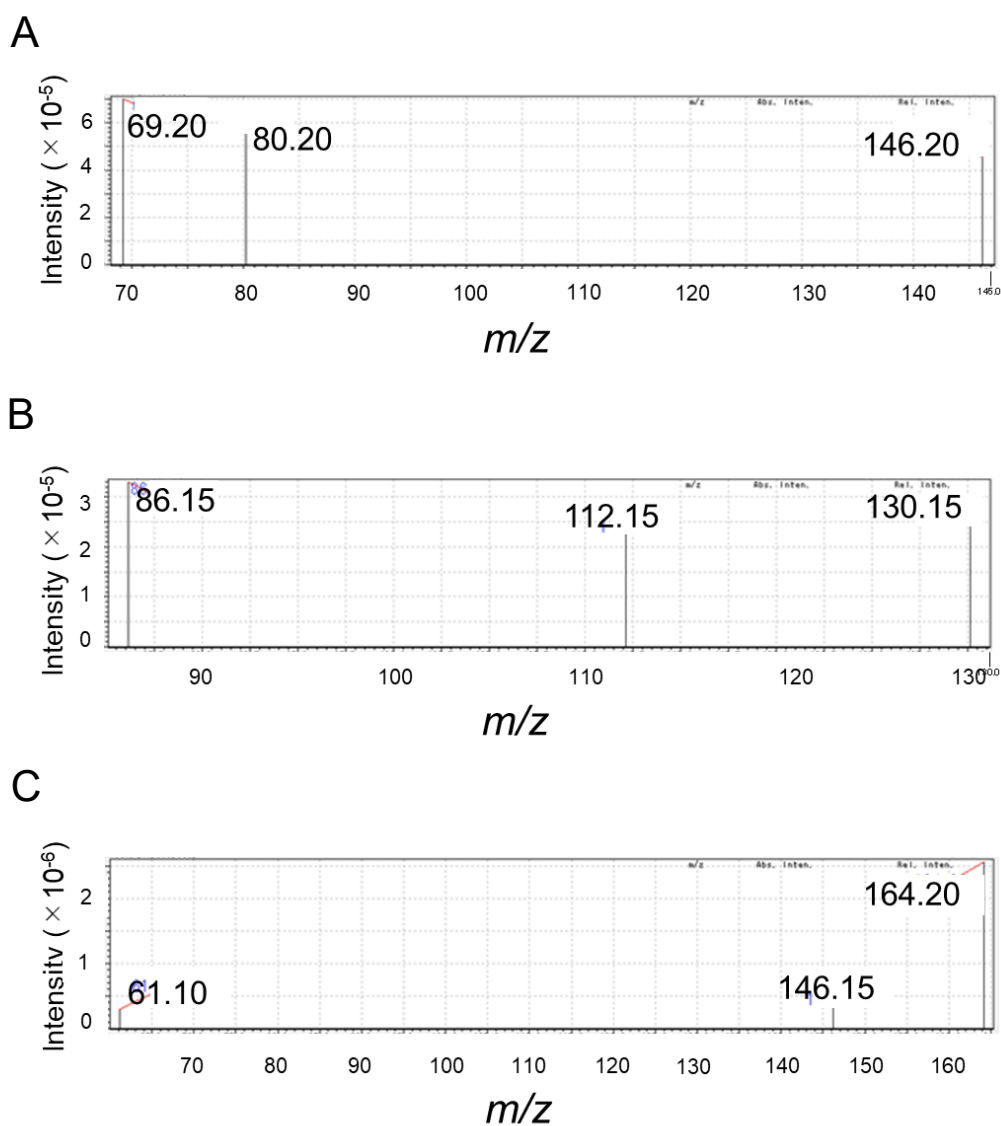 A
m/z Abs. Inten. Rel. Inten.
Intensity ( × 10-5)
6
4
2
0
69.20
80.20
146.20
70 80 90 100 110 120 130 140 145.0
m/z
B
m/z Abs. Inten. Rel. Inten.
Intensity ( × 10-5)
3
2
1
0
86.15
112.15
130.15
90 100 110 120 130
m/z
C
m/z Abs. Inten. Rel. Inten.
Intensity ( × 10-6)
2
1
0
61.10
146.15
164.20
70 80 90 100 110 120 130 140 150 160
m/z